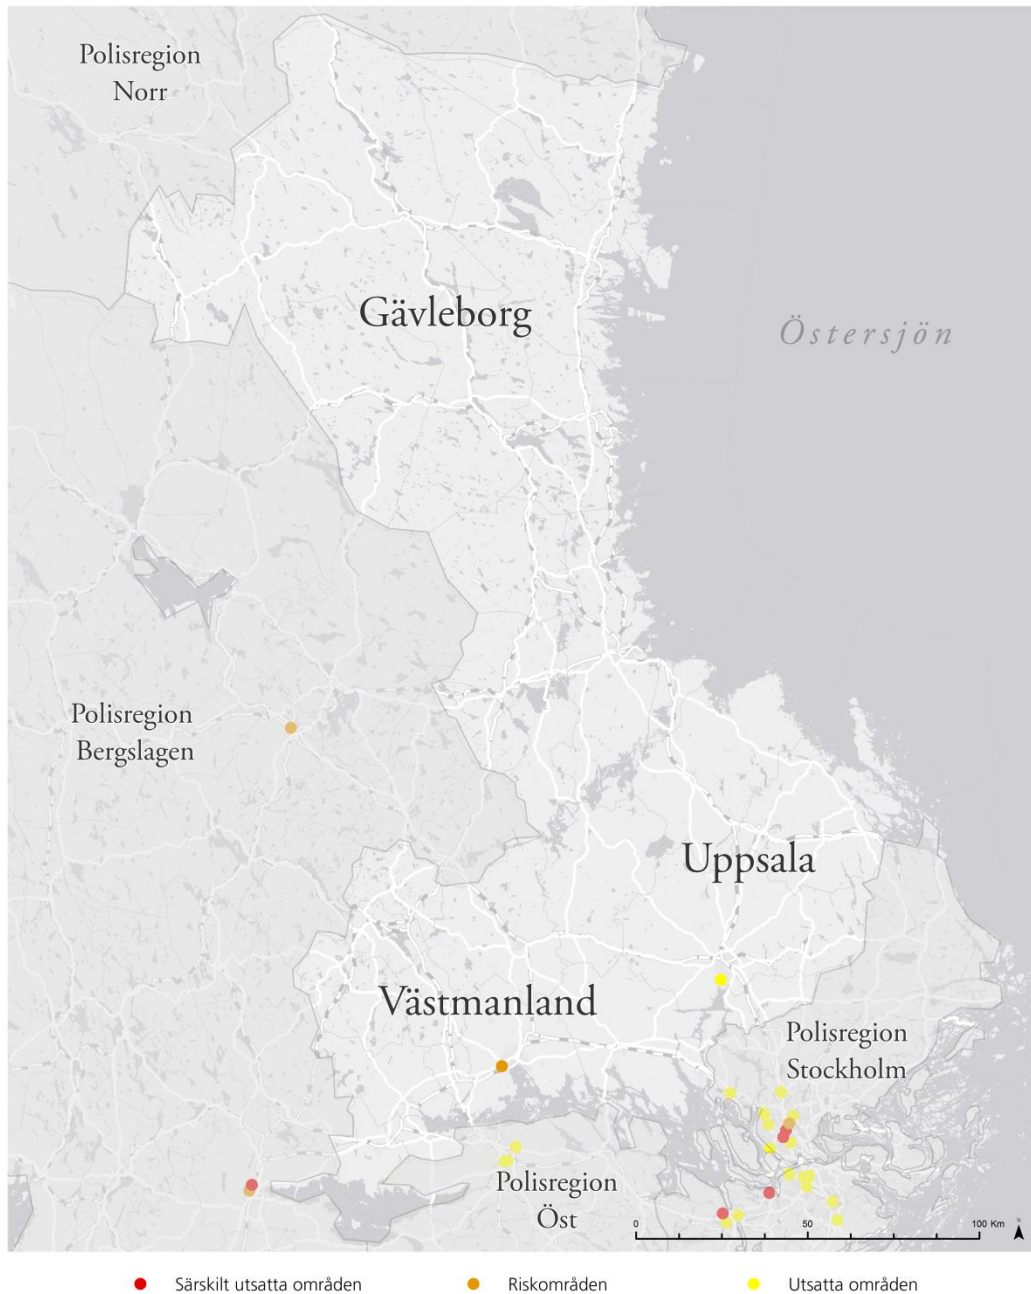 Polisregion
Norr
Gävleborg
Östersjön
Polisregion
Bergslagen
Uppsala
Västmanland
Polisregion
Stockholm
Polisregion
Öst
0 50 100 Km
N
Särskilt utsatta områden
Riskområden
Utsatta områden